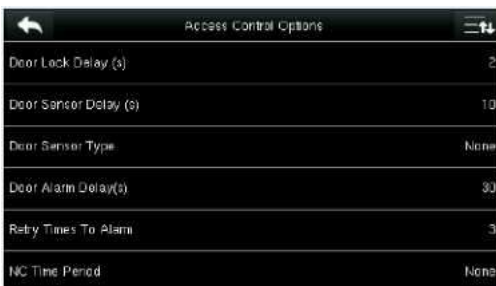 Access Control Options
Door Lock Delay (s) 2
Door Sensor Delay (s) 10
Door Sensor Type None
Door Alarm Delay(s) 30
Retry Times To Alarm 3
NC Time Period None